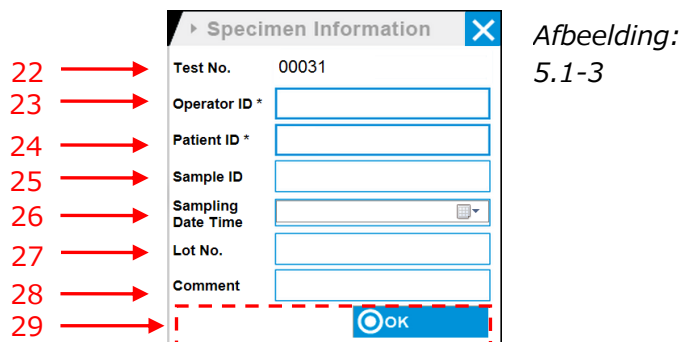 Specimen Information
22 Test No. 00031
23 Operator ID *
24 Patient ID *
25 Sample ID
26 Sampling
Date Time
27 Lot No.
28 Comment
29 OK
Afbeelding:
5.1-3